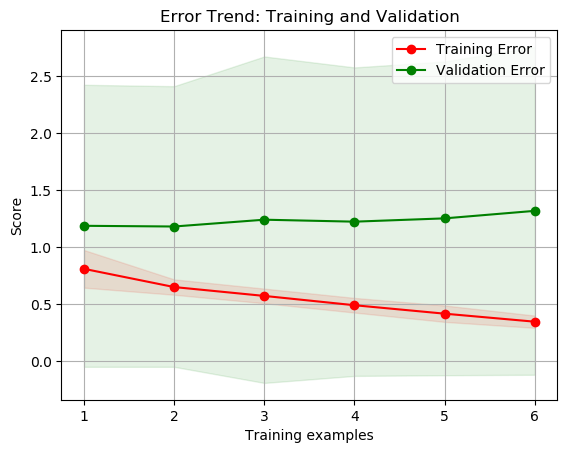 Error Trend: Training and Validation
Training Error
Validation Error
Score
2.5
2.0
1.5
1.0
0.5
0.0
1 2 3 4 5 6
Training examples